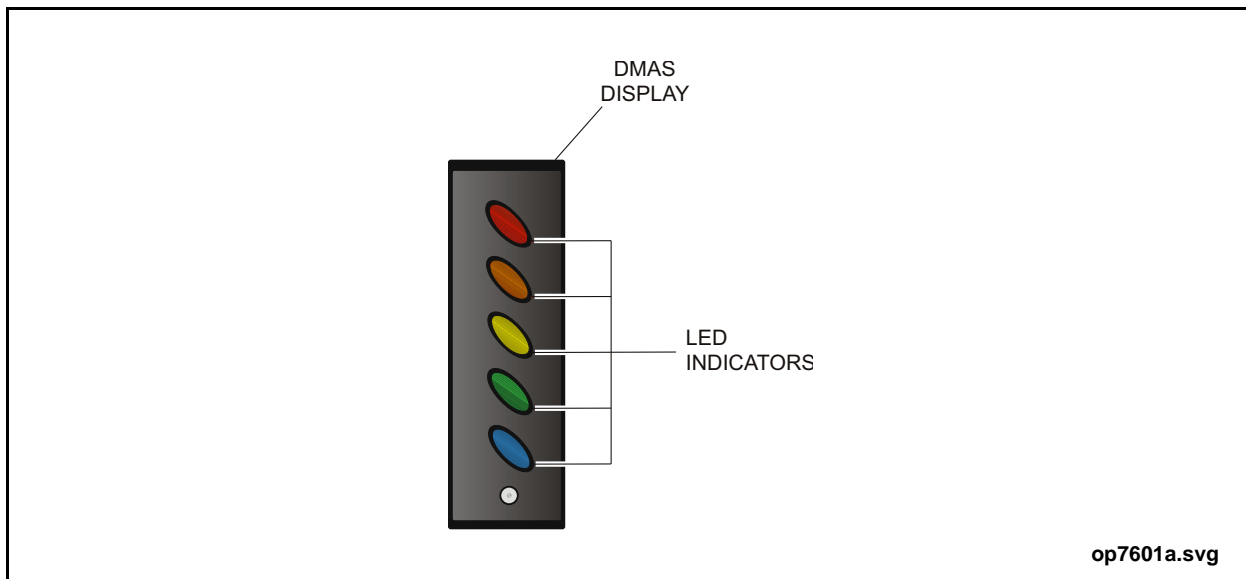 DMAS
DISPLAY
LED
INDICATORS
op7601a.svg